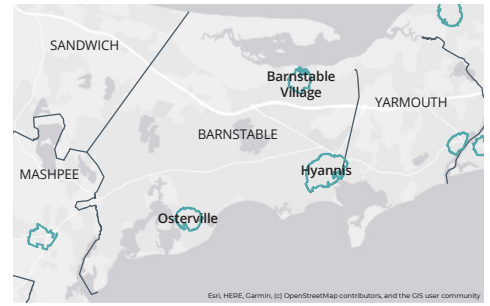 SANDWICH
Barnstable
Village
YARMOUTH
BARNSTABLE
MASHPEE
Hyannis
Osterville
Esri, HERE, Garmin, (c) OpenStreetMap contributors, and the GIS user community